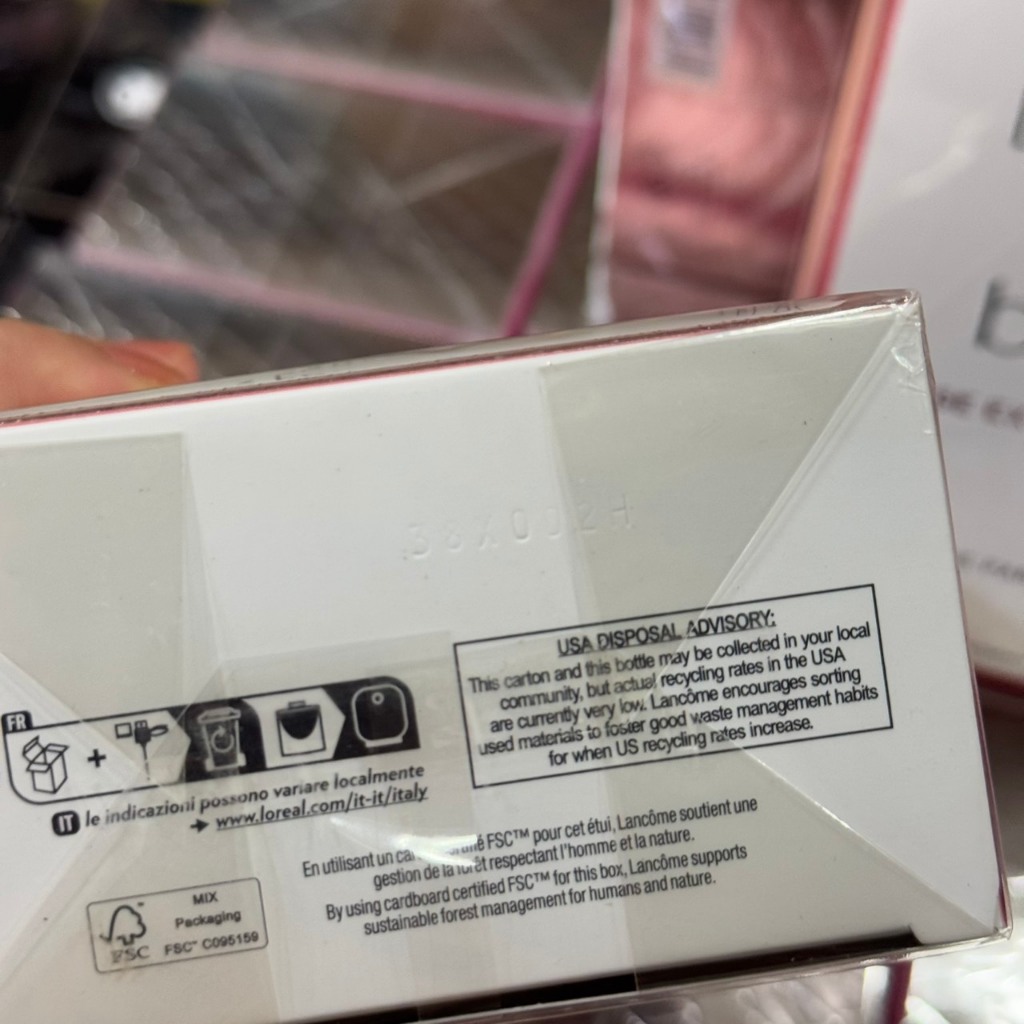 38X002H
USA DISPOSAL ADVISORY:
This carton and this bottle may be collected in your local
community, but actual recycling rates in the USA
are currently very low. Lancôme encourages sorting
used materials to foster good waste management habits
for when US recycling rates increase.
FR
+
IT le indicazioni possono variare localmente
➔ www.loreal.com/it-it/italy
En utilisant un FSC™ pour cet étui, Lancôme soutient une
gestion de la forêt respectant l'homme et la nature.
By using cardboard certified FSC™ for this box, Lancôme supports
sustainable forest management for humans and nature.
MIX
Packaging
FSC FSC™ C095159
b